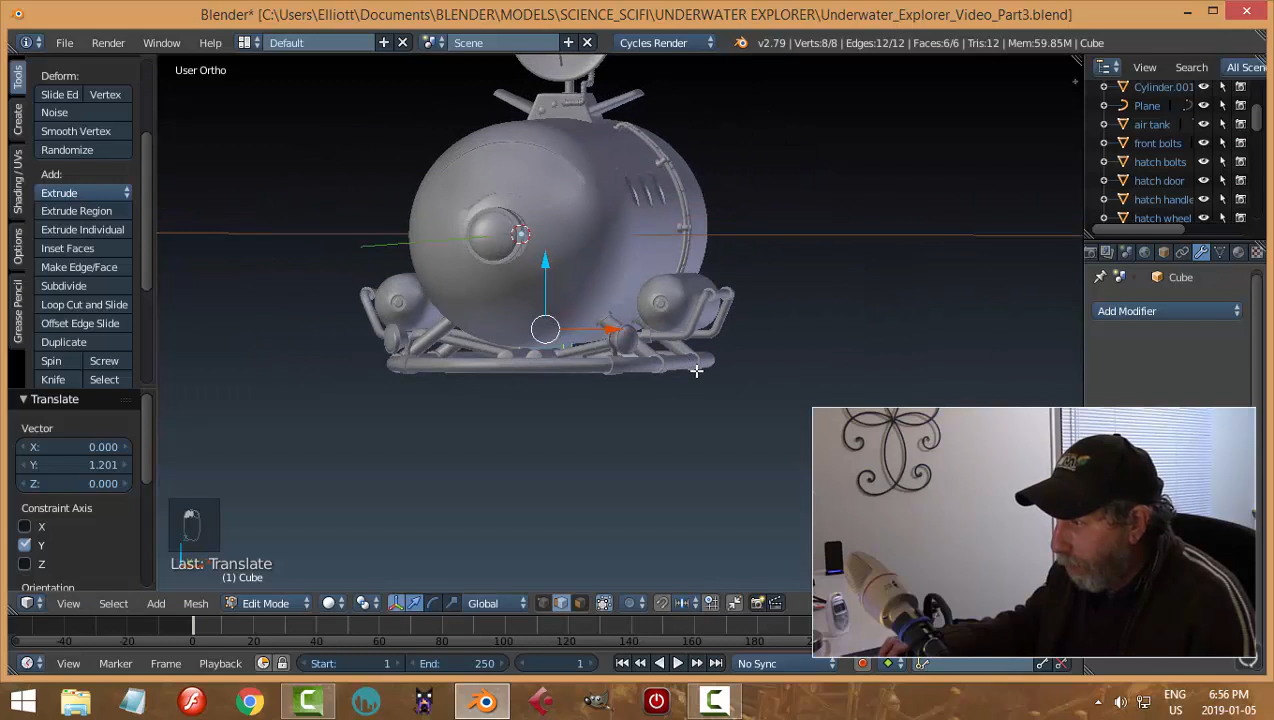 Blender* [C:\Users\Elliott\Documents\BLENDER\MODELS\SCIENCE_SCIFI\UNDERWATER EXPLORER\Underwater_Explorer_Video_Part3.blend]
File Render Window Help Default Scene Cycles Render v2.79 | Verts:8/8 | Edges:12/12 | Faces:6/6 | Tris:12 | Mem:59.85M | Cube
Tools
Create
Shading / UVs
Options
Grease Pencil
Deform:
Slide Ed Vertex
Noise
Smooth Vertex
Randomize
Add:
Extrude
Extrude Region
Extrude Individual
Inset Faces
Make Edge/Face
Subdivide
Loop Cut and Slide
Offset Edge Slide
Duplicate
Spin Screw
Knife Select
Translate
Vector
X: 0.000
Y: 1.201
Z: 0.000
Constraint Axis
X
Y
Z
Orientation
User Ortho
Last: Translate
(1) Cube
View Search All Scen
Cylinder.001
Plane
air tank
front bolts
hatch bolts
hatch door
hatch handle
hatch wheel
Cube
Add Modifier
View Select Add Mesh Edit Mode Global
-40 -20 0 20 40 60 80 100 120 140 160 180
View Marker Frame Playback Start: 1 End: 250 1 No Sync
ENG 6:56 PM
US 2019-01-05